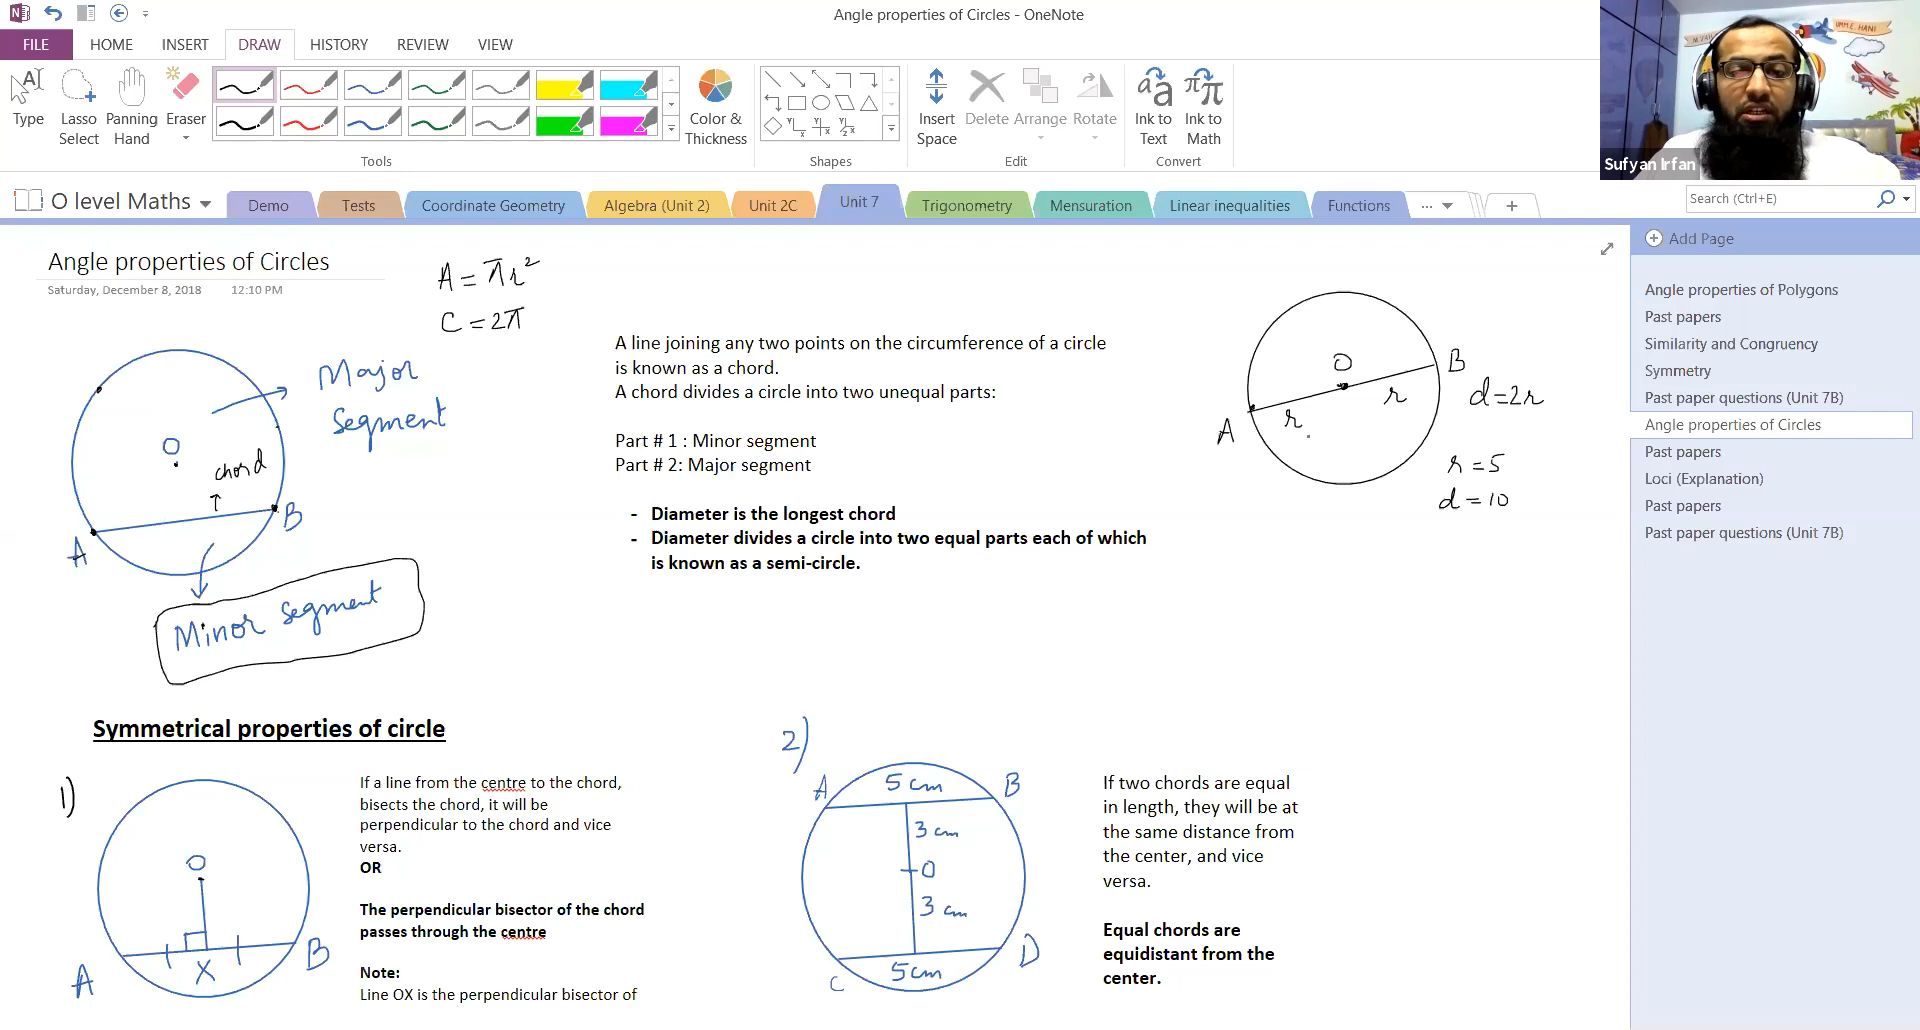 Angle properties of Circles - OneNote
FILE HOME INSERT DRAW HISTORY REVIEW VIEW
Type
Lasso Select
Panning Hand
Eraser
Tools
Color & Thickness
Shapes
Insert Space
Delete
Arrange
Rotate
Edit
Ink to Text
Ink to Math
Convert
Sufyan Irfan
UMME HANI
O level Maths
Demo
Tests
Coordinate Geometry
Algebra (Unit 2)
Unit 2C
Unit 7
Trigonometry
Mensuration
Linear inequalities
Functions
...
Search (Ctrl+E)
Add Page
Angle properties of Polygons
Past papers
Similarity and Congruency
Symmetry
Past paper questions (Unit 7B)
Angle properties of Circles
Past papers
Loci (Explanation)
Past papers
Past paper questions (Unit 7B)
Angle properties of Circles
Saturday, December 8, 2018 12:10 PM
A = πr²
C = 2π
Major
segment
O
chord
A
B
Minor segment
A line joining any two points on the circumference of a circle
is known as a chord.
A chord divides a circle into two unequal parts:
Part # 1 : Minor segment
Part # 2: Major segment
- Diameter is the longest chord
- Diameter divides a circle into two equal parts each of which
is known as a semi-circle.
O
B
r
r
A
d=2r
r = 5
d = 10
Symmetrical properties of circle
1)
O
A
X
B
If a line from the centre to the chord,
bisects the chord, it will be
perpendicular to the chord and vice
versa.
OR
The perpendicular bisector of the chord
passes through the centre
Note:
Line OX is the perpendicular bisector of
2)
A
5 cm
B
3 cm
O
3 cm
C
5cm
D
If two chords are equal
in length, they will be at
the same distance from
the center, and vice
versa.
Equal chords are
equidistant from the
center.